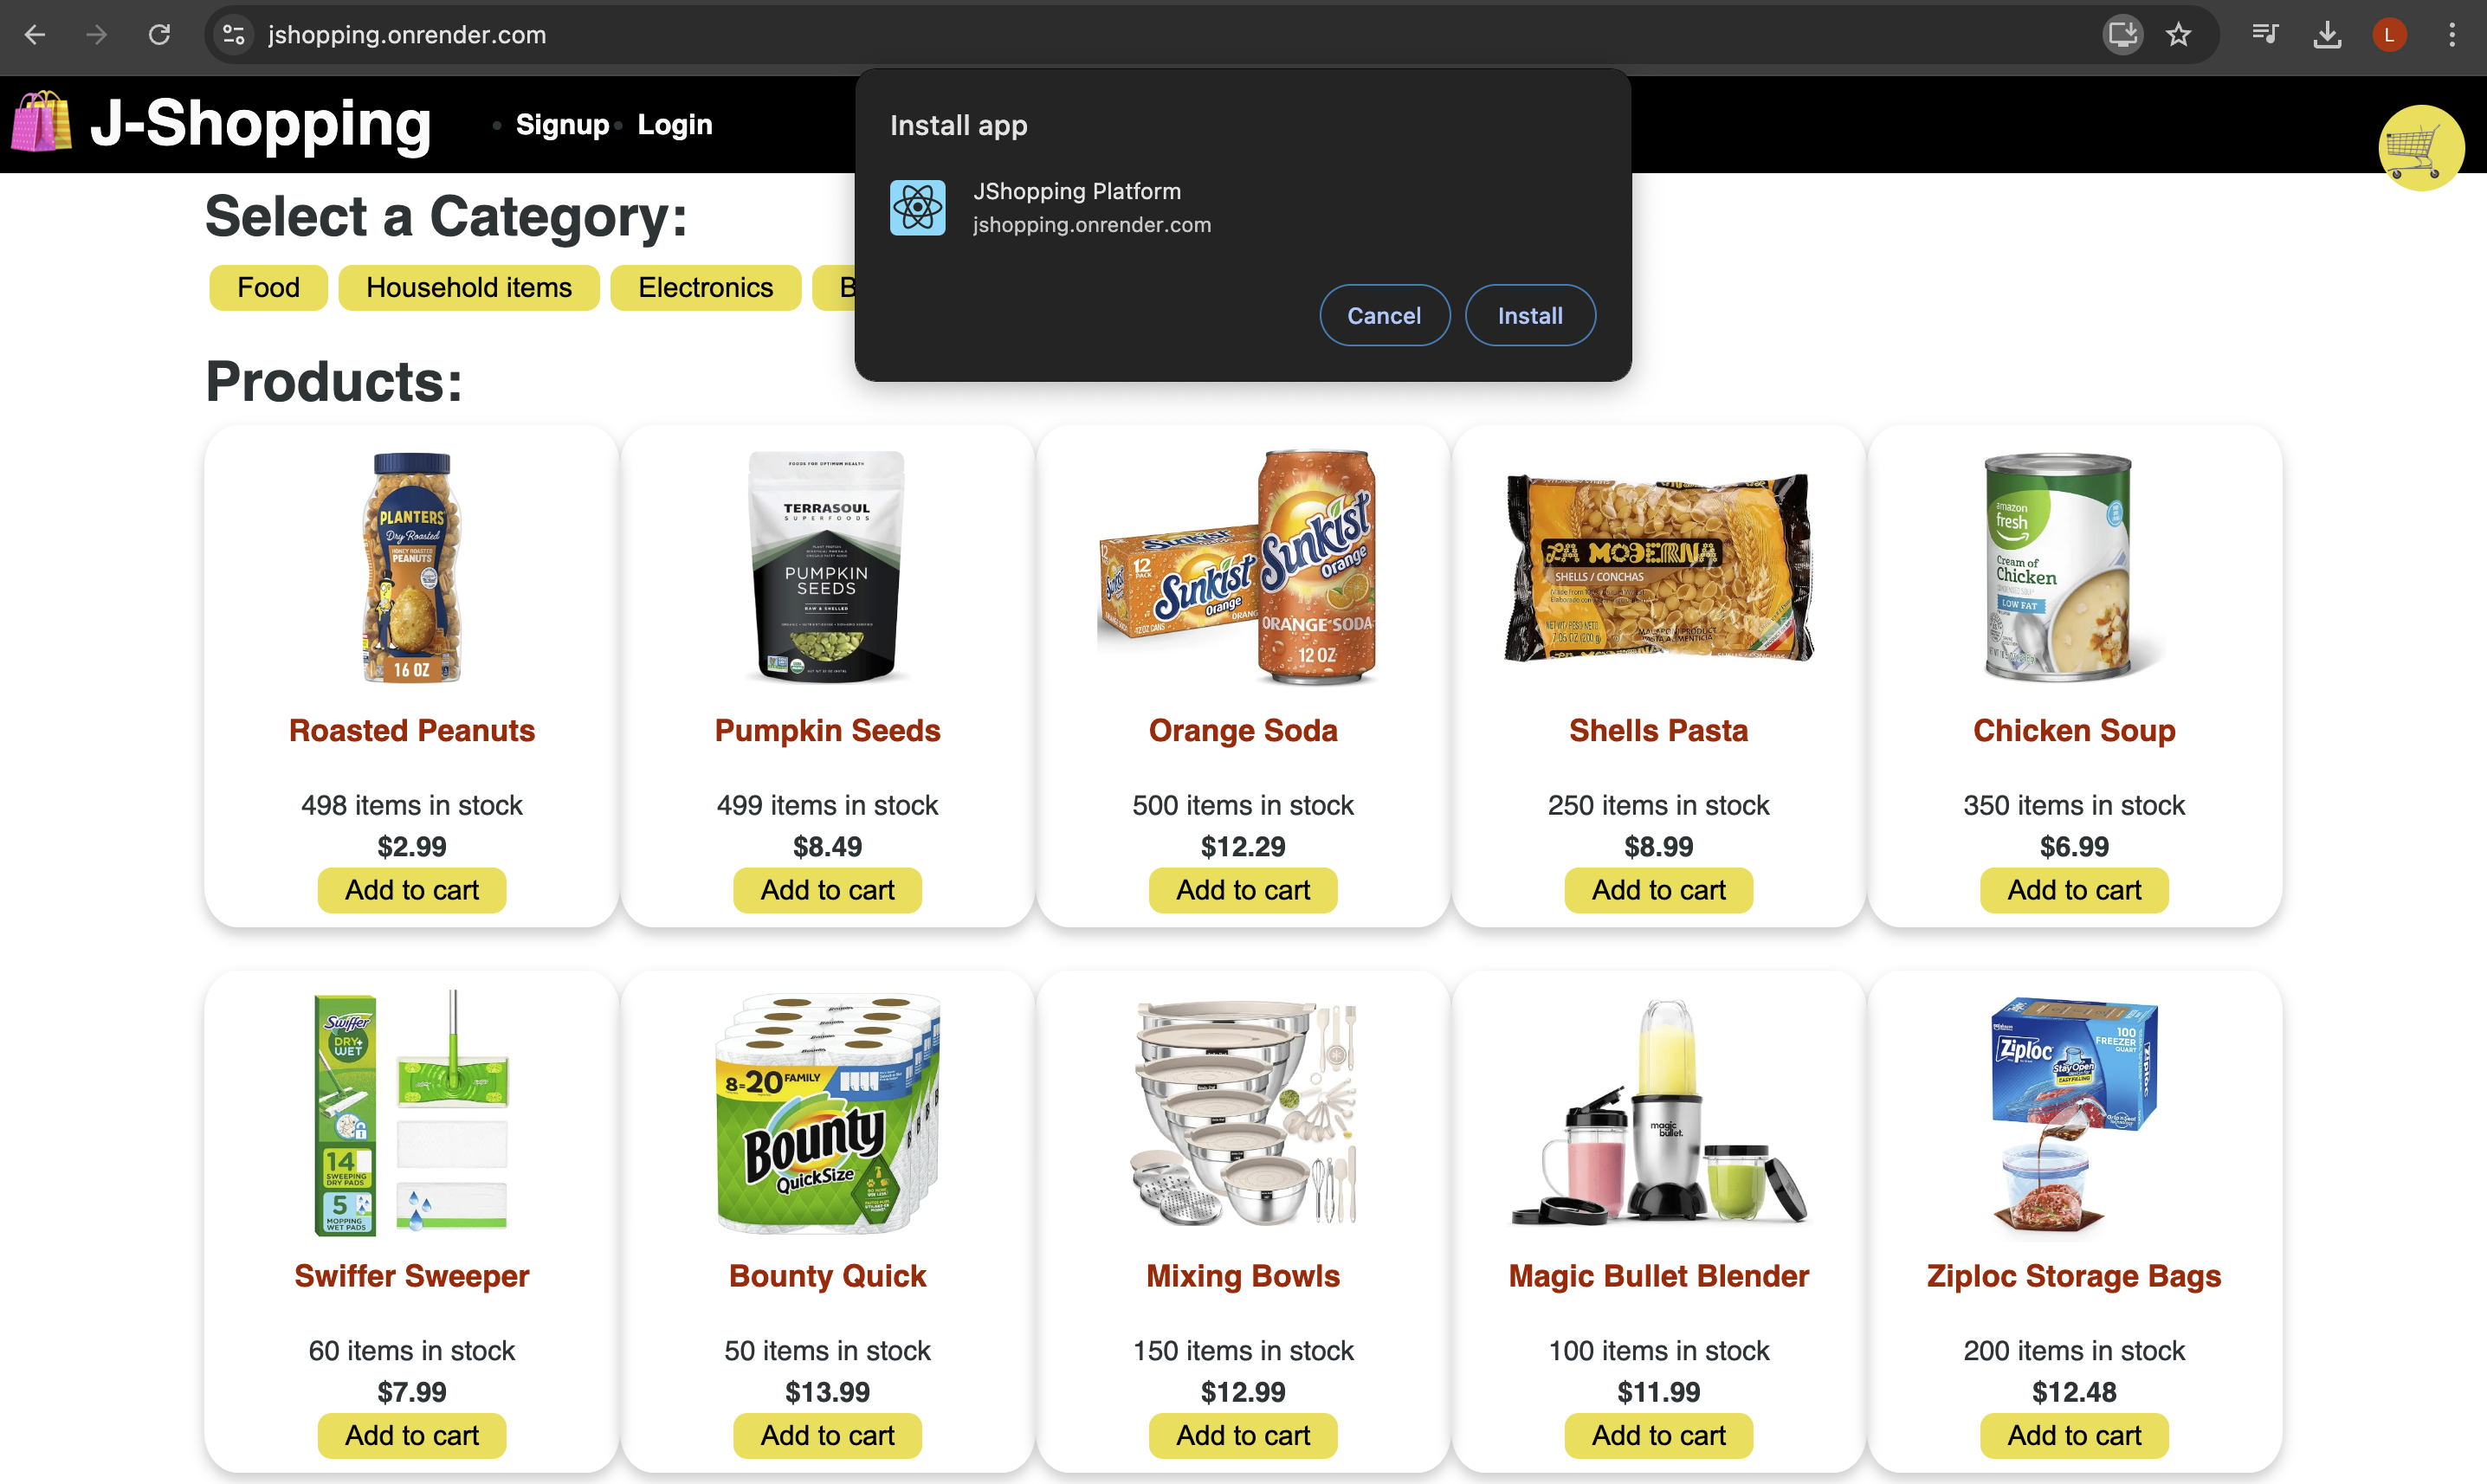 jshopping.onrender.com
L
J-Shopping
Signup
Login
Install app
JShopping Platform
jshopping.onrender.com
Cancel
Install
Select a Category:
Food
Household items
Electronics
B
Products:
PLANTERS
Dry Roasted
HONEY ROASTED
PEANUTS
16 OZ
FOODS FOR OPTIMUM HEALTH
TERRASOUL
SUPERFOODS
PUMPKIN
SEEDS
RAW & SHELLED
12
PACK
Sunkist
Orange
Sunkist
Orange
ORANGE SODA
12 OZ
LA MODERNA
SHELLS / CONCHAS
amazon
fresh
Cream of
Chicken
LOW FAT
Roasted Peanuts
Pumpkin Seeds
Orange Soda
Shells Pasta
Chicken Soup
498 items in stock
499 items in stock
500 items in stock
250 items in stock
350 items in stock
$2.99
$8.49
$12.29
$8.99
$6.99
Add to cart
Add to cart
Add to cart
Add to cart
Add to cart
Swiffer
DRY+
WET
14
SWEEPING
DRY PADS
5
MOPPING
WET PADS
8=20 FAMILY
Bounty
QuickSize
magic
bullet.
100
FREEZER
QUART
Ziploc
StayOpen
EASY FILLING
Swiffer Sweeper
Bounty Quick
Mixing Bowls
Magic Bullet Blender
Ziploc Storage Bags
60 items in stock
50 items in stock
150 items in stock
100 items in stock
200 items in stock
$7.99
$13.99
$12.99
$11.99
$12.48
Add to cart
Add to cart
Add to cart
Add to cart
Add to cart